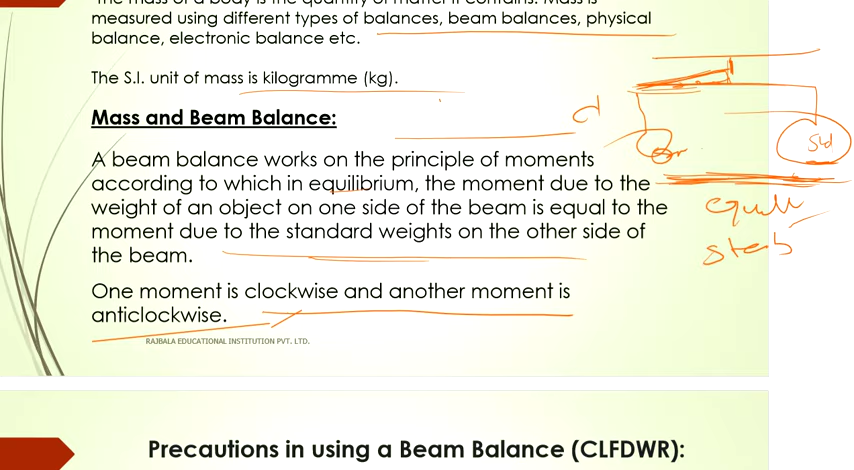 The mass of a body is the quantity of matter it contains. Mass is
measured using different types of balances, beam balances, physical
balance, electronic balance etc.
The S.I. unit of mass is kilogramme (kg).
Mass and Beam Balance:
A beam balance works on the principle of moments
according to which in equilibrium, the moment due to the
weight of an object on one side of the beam is equal to the
moment due to the standard weights on the other side of
the beam.
One moment is clockwise and another moment is
anticlockwise.
RAJBALA EDUCATIONAL INSTITUTION PVT. LTD.
Precautions in using a Beam Balance (CLFDWR):